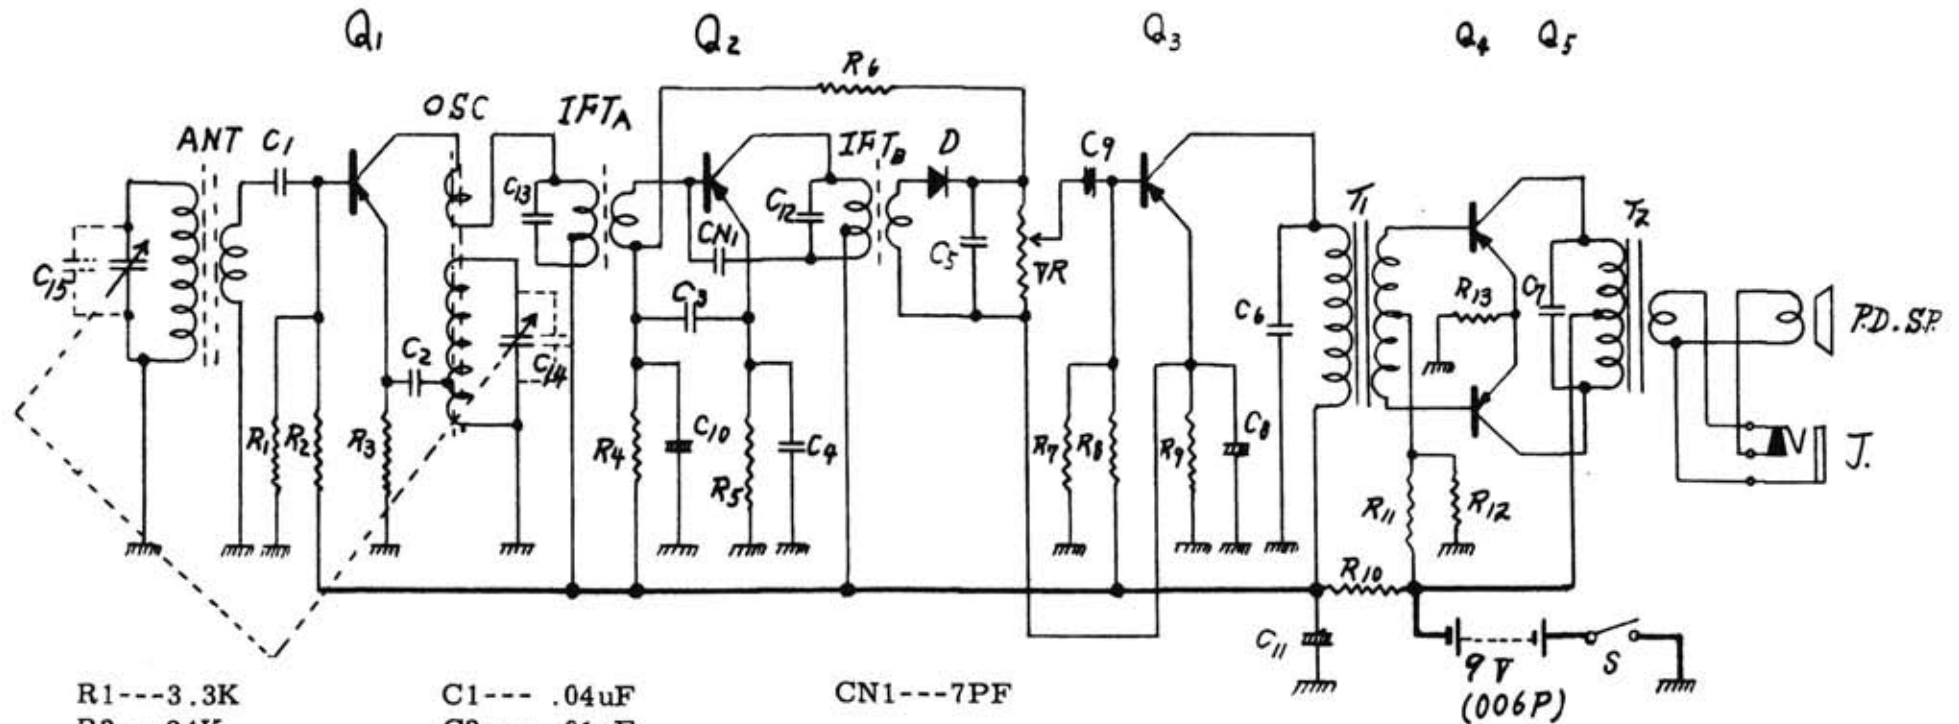 Q1
Q2
Q3
Q4
Q5
R6
OSC
IFTA
ANT
C1
IFTB
D
C9
C13
C12
CN1
C15
C5
VR
T1
T2
C3
C6
R13
C7
P.D.SP.
C2
C14
R1
R2
R3
R4
C10
R5
C4
R7
R8
R9
C8
R11
R12
J.
R10
C11
9V
(006P)
S
R1---3.3K
C1--- .04uF
CN1---7PF